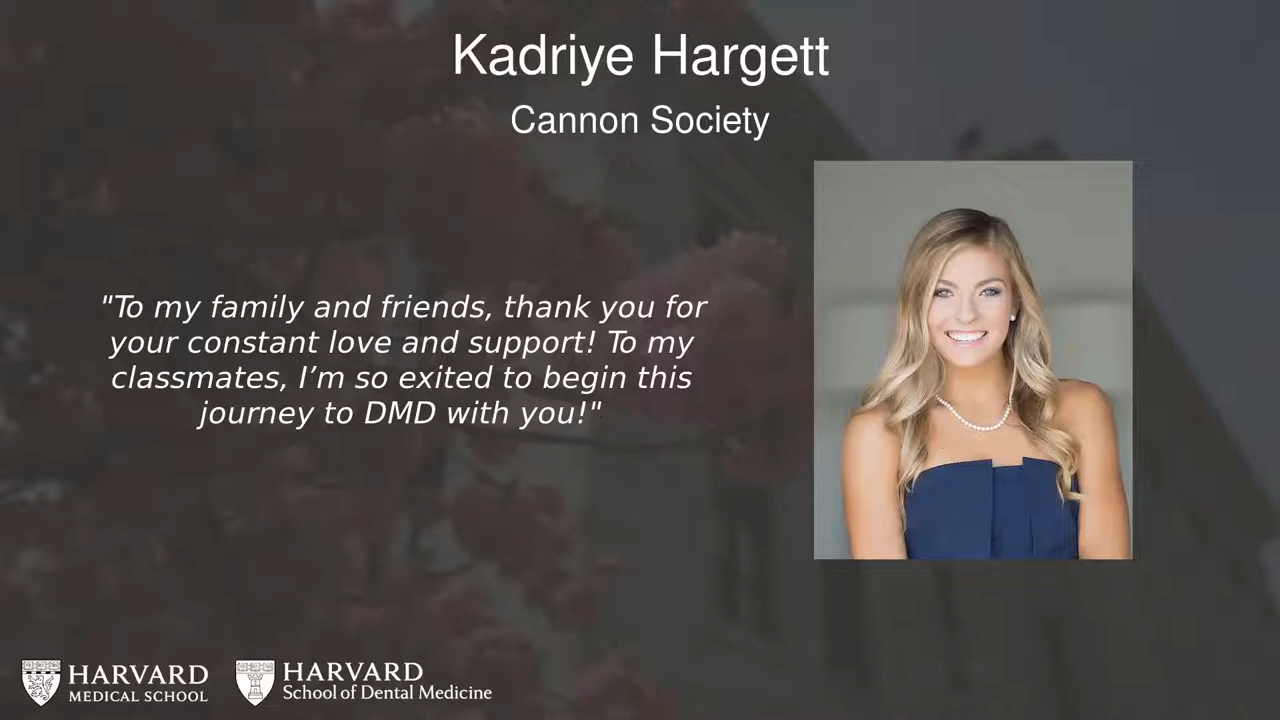 Kadriye Hargett
Cannon Society
"To my family and friends, thank you for
your constant love and support! To my
classmates, I’m so exited to begin this
journey to DMD with you!"
HARVARD
MEDICAL SCHOOL
HARVARD
School of Dental Medicine